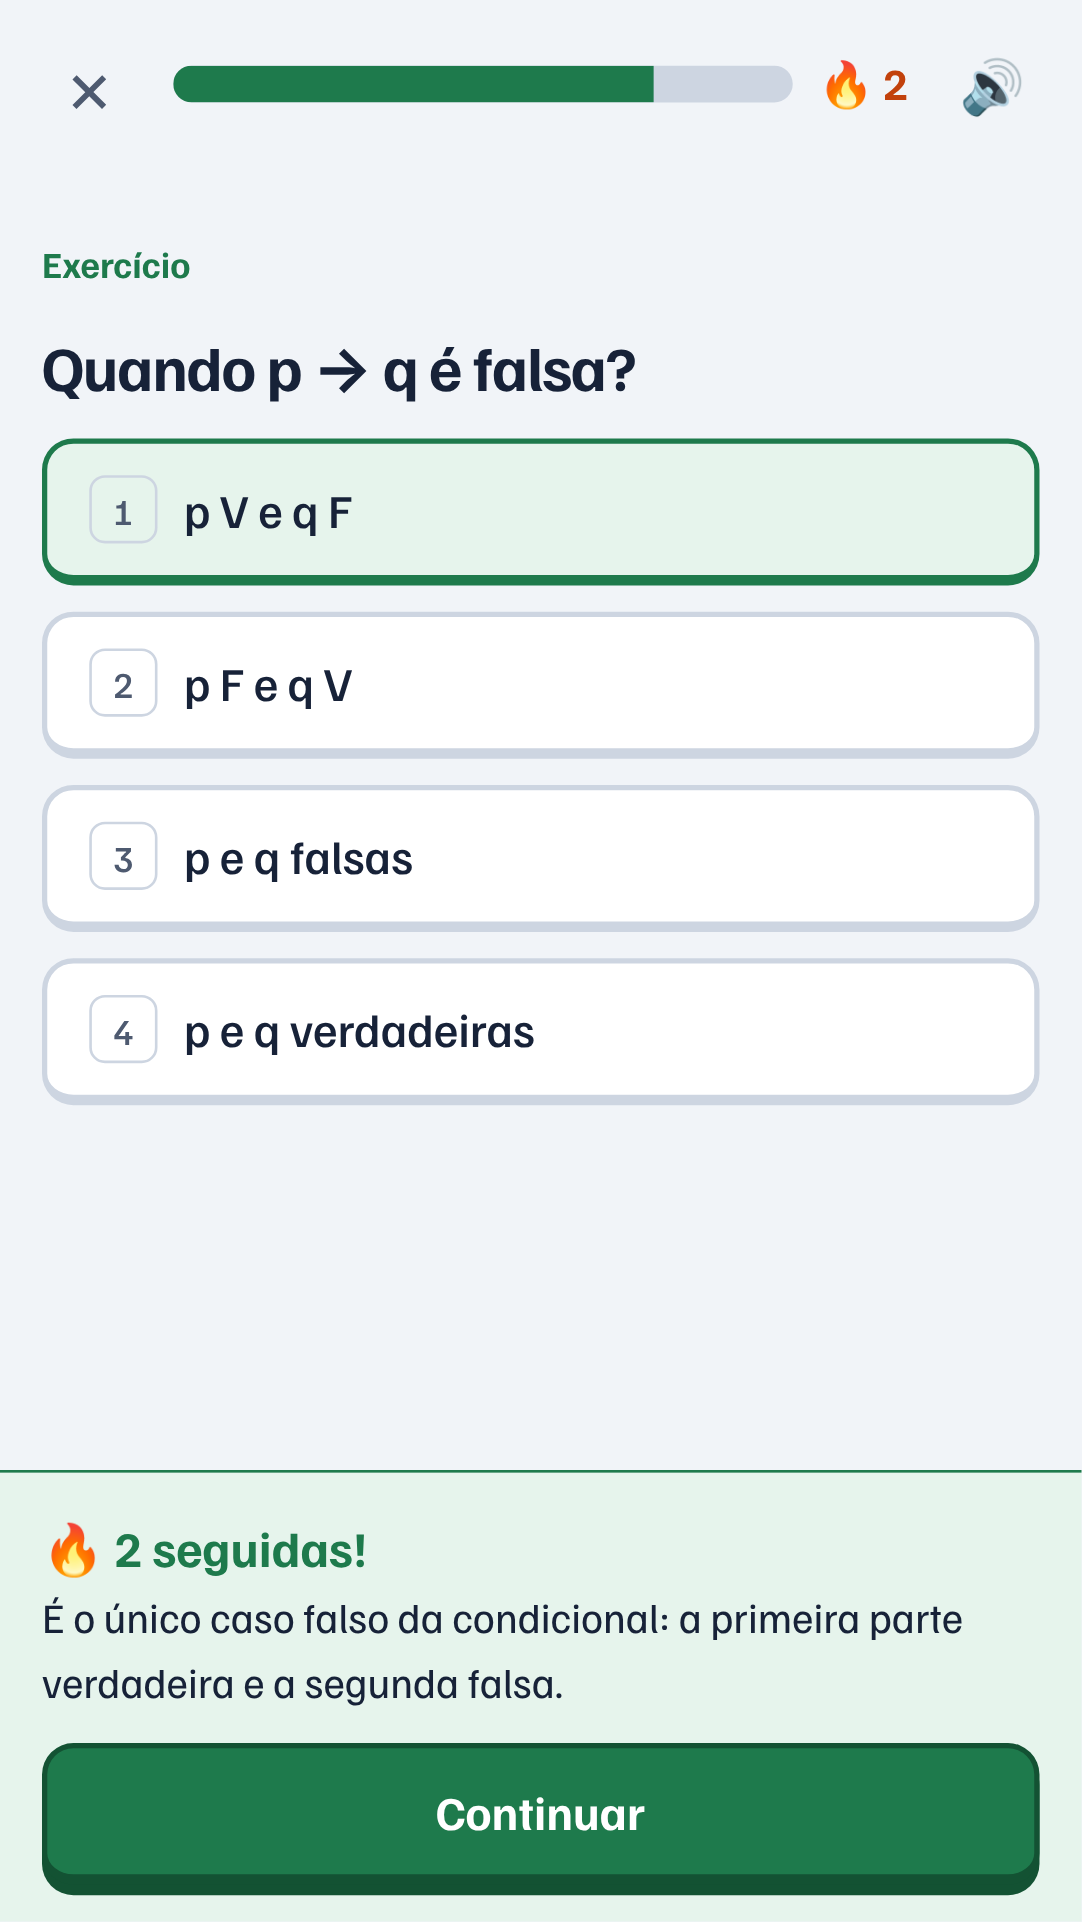 🔥 2 🔊
Exercício
Quando p → q é falsa?
1 p V e q F
2 p F e q V
3 p e q falsas
4 p e q verdadeiras
🔥 2 seguidas!
É o único caso falso da condicional: a primeira parte
verdadeira e a segunda falsa.
Continuar